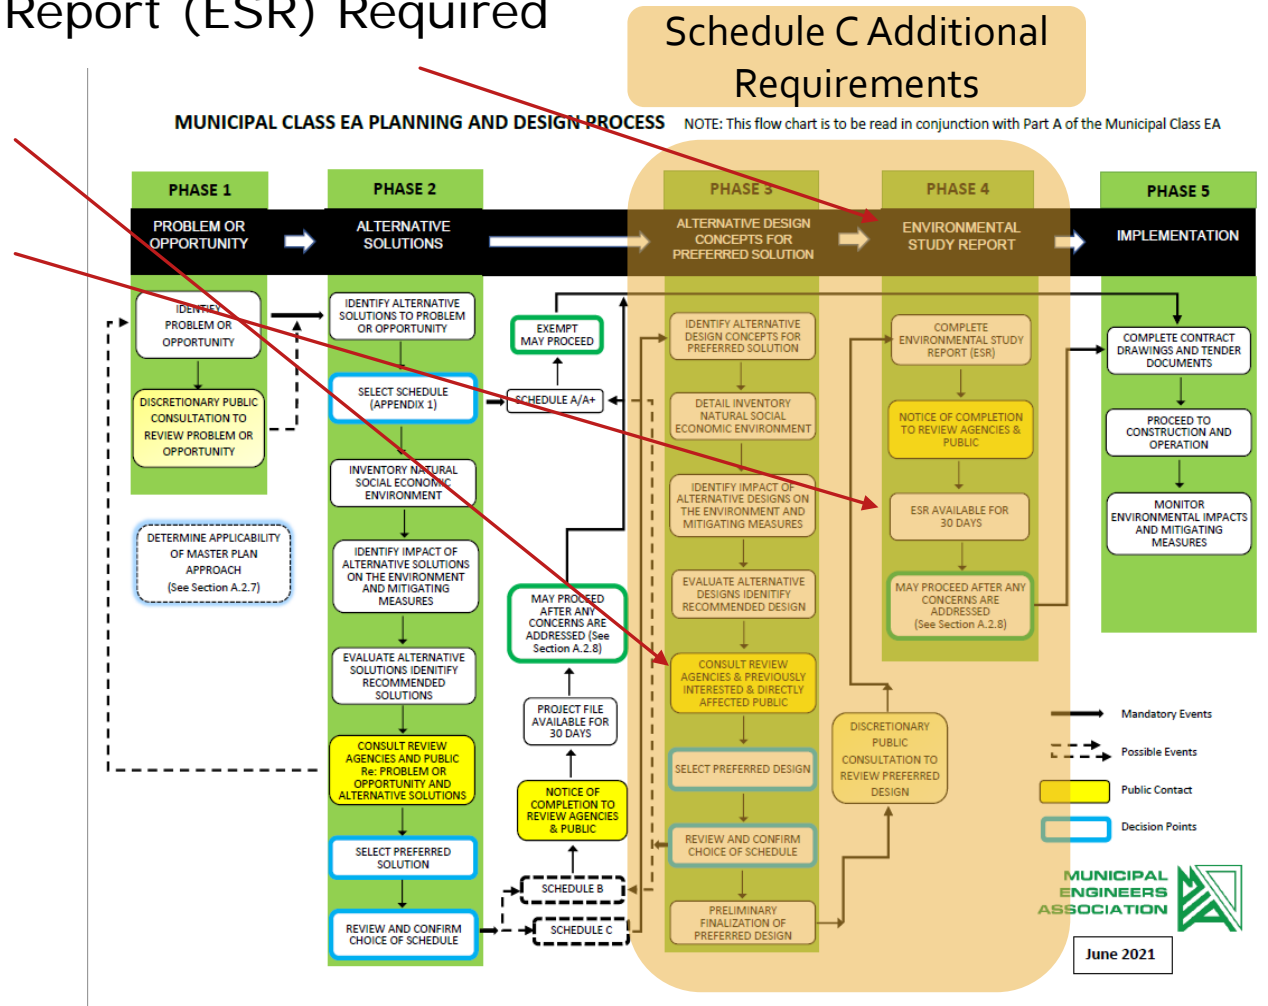 Report (ESR) Required
Schedule C Additional
Requirements
MUNICIPAL CLASS EA PLANNING AND DESIGN PROCESS
NOTE: This flow chart is to be read in conjunction with Part A of the Municipal Class EA
PHASE 1
PROBLEM OR
OPPORTUNITY
IDENTIFY
PROBLEM OR
OPPORTUNITY
DISCRETIONARY PUBLIC
CONSULTATION TO
REVIEW PROBLEM OR
OPPORTUNITY
DETERMINE APPLICABILITY
OF MASTER PLAN
APPROACH
(See Section A.2.7)
PHASE 2
ALTERNATIVE
SOLUTIONS
IDENTIFY ALTERNATIVE
SOLUTIONS TO PROBLEM
OR OPPORTUNITY
SELECT SCHEDULE
(APPENDIX 1)
INVENTORY NATURAL
SOCIAL ECONOMIC
ENVIRONMENT
IDENTIFY IMPACT OF
ALTERNATIVE SOLUTIONS
ON THE ENVIRONMENT
AND MITIGATING
MEASURES
EVALUATE ALTERNATIVE
SOLUTIONS IDENITIFY
RECOMMENDED
SOLUTIONS
CONSULT REVIEW
AGENCIES AND PUBLIC
Re: PROBLEM OR
OPPORTUNITY AND
ALTERNATIVE SOLUTIONS
SELECT PREFERRED
SOLUTION
REVIEW AND CONFIRM
CHOICE OF SCHEDULE
EXEMPT
MAY PROCEED
SCHEDULE A/A+
MAY PROCEED
AFTER ANY
CONCERNS ARE
ADDRESSED (See
Section A.2.8)
PROJECT FILE
AVAILABLE FOR
30 DAYS
NOTICE OF
COMPLETION TO
REVIEW AGENCIES
& PUBLIC
SCHEDULE B
SCHEDULE C
PHASE 3
ALTERNATIVE DESIGN
CONCEPTS FOR
PREFERRED SOLUTION
IDENTIFY ALTERNATIVE
DESIGN CONCEPTS FOR
PREFERRED SOLUTION
DETAIL INVENTORY
NATURAL SOCIAL
ECONOMIC ENVIRONMENT
IDENTIFY IMPACT OF
ALTERNATIVE DESIGNS ON
THE ENVIRONMENT AND
MITIGATING MEASURES
EVALUATE ALTERNATIVE
DESIGNS IDENTIFY
RECOMMENDED DESIGN
CONSULT REVIEW
AGENCIES & PREVIOUSLY
INTERESTED & DIRECTLY
AFFECTED PUBLIC
SELECT PREFERRED DESIGN
REVIEW AND CONFIRM
CHOICE OF SCHEDULE
PRELIMINARY
FINALIZATION OF
PREFERRED DESIGN
PHASE 4
ENVIRONMENTAL
STUDY REPORT
COMPLETE
ENVIRONMENTAL STUDY
REPORT (ESR)
NOTICE OF COMPLETION
TO REVIEW AGENCIES &
PUBLIC
ESR AVAILABLE FOR
30 DAYS
MAY PROCEED AFTER ANY
CONCERNS ARE
ADDRESSED
(See Section A.2.8)
DISCRETIONARY
PUBLIC
CONSULTATION TO
REVIEW PREFERRED
DESIGN
PHASE 5
IMPLEMENTATION
COMPLETE CONTRACT
DRAWINGS AND TENDER
DOCUMENTS
PROCEED TO
CONSTRUCTION AND
OPERATION
MONITOR
ENVIRONMENTAL IMPACTS
AND MITIGATING
MEASURES
Mandatory Events
Possible Events
Public Contact
Decision Points
MUNICIPAL
ENGINEERS
ASSOCIATION
June 2021